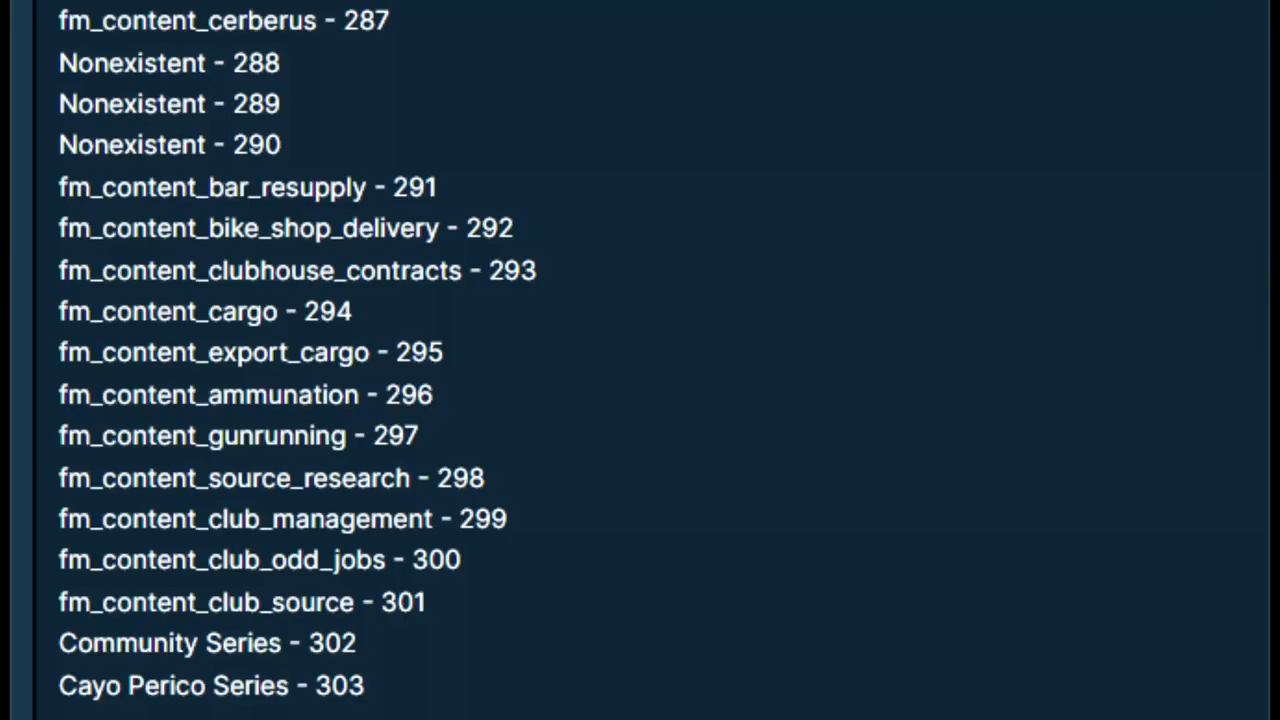 fm_content_cerberus - 287
Nonexistent - 288
Nonexistent - 289
Nonexistent - 290
fm_content_bar_resupply - 291
fm_content_bike_shop_delivery - 292
fm_content_clubhouse_contracts - 293
fm_content_cargo - 294
fm_content_export_cargo - 295
fm_content_ammunation - 296
fm_content_gunrunning - 297
fm_content_source_research - 298
fm_content_club_management - 299
fm_content_club_odd_jobs - 300
fm_content_club_source - 301
Community Series - 302
Cayo Perico Series - 303